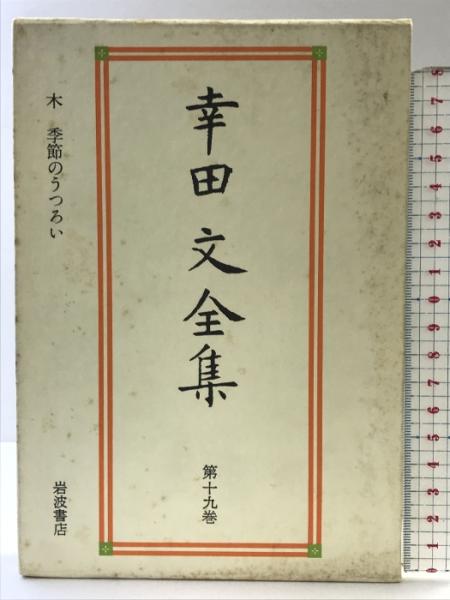 幸田文全集
第十九巻
木 季節のうつろい
岩波書店